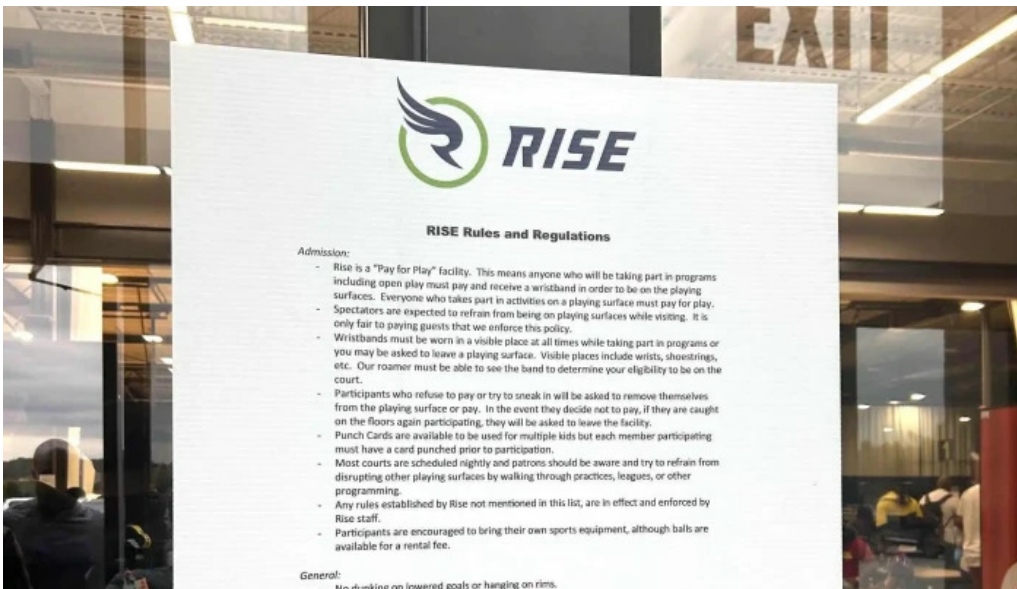 EXIT
RISE
RISE Rules and Regulations
Admission:
- Rise is a "Pay for Play" facility. This means anyone who will be taking part in programs
including open play must pay and receive a wristband in order to be on the playing
surfaces. Everyone who takes part in activities on a playing surface must pay for play.
- Spectators are expected to refrain from being on playing surfaces while visiting. It is
only fair to paying guests that we enforce this policy.
- Wristbands must be worn in a visible place at all times while taking part in programs or
you may be asked to leave a playing surface. Visible places include wrists, shoestrings,
etc. Our roamer must be able to see the band to determine your eligibility to be on the
court.
- Participants who refuse to pay or try to sneak in will be asked to remove themselves
from the playing surface or pay. In the event they decide not to pay, if they are caught
on the floors again participating, they will be asked to leave the facility.
- Punch Cards are available to be used for multiple kids but each member participating
must have a card punched prior to participation.
- Most courts are scheduled nightly and patrons should be aware and try to refrain from
disrupting other playing surfaces by walking through practices, leagues, or other
programming.
- Any rules established by Rise not mentioned in this list, are in effect and enforced by
Rise staff.
- Participants are encouraged to bring their own sports equipment, although balls are
available for a rental fee.
General:
No dunking on lowered goals or hanging on rims.